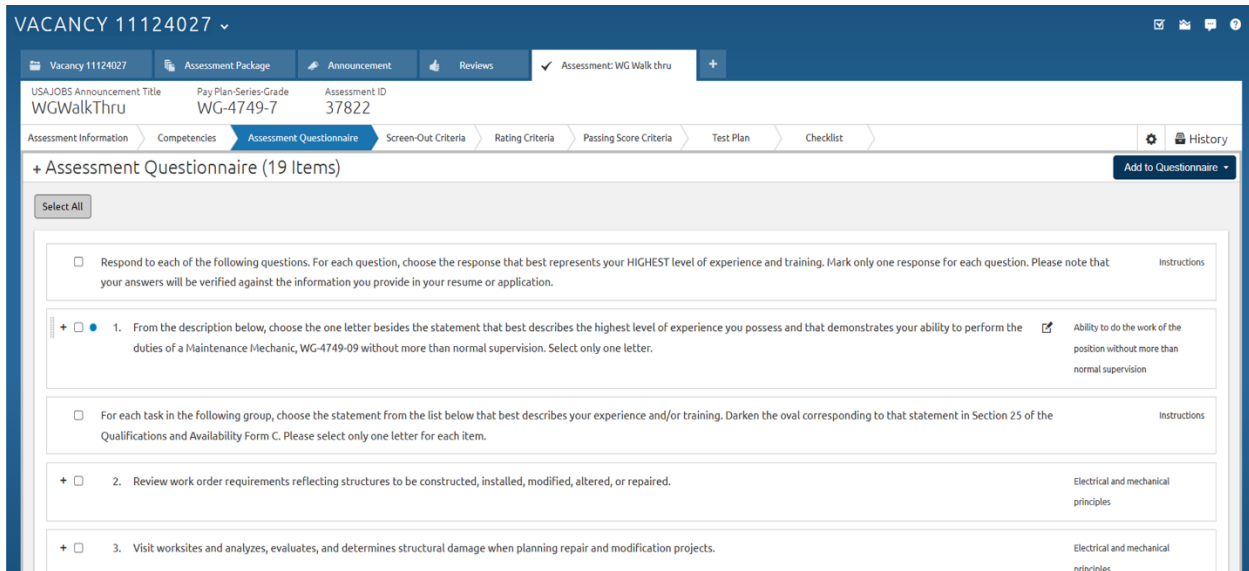 VACANCY 11124027
Vacancy 11124027
Assessment Package
Announcement
Reviews
Assessment: WG Walk thru
+
USAJOBS Announcement Title
Pay Plan-Series-Grade
Assessment ID
WGWalkThru
WG-4749-7
37822
Assessment Information
Competencies
Assessment Questionnaire
Screen-Out Criteria
Rating Criteria
Passing Score Criteria
Test Plan
Checklist
History
+ Assessment Questionnaire (19 Items)
Add to Questionnaire
Select All
Respond to each of the following questions. For each question, choose the response that best represents your HIGHEST level of experience and training. Mark only one response for each question. Please note that
your answers will be verified against the information you provide in your resume or application.
Instructions
+ 1. From the description below, choose the one letter besides the statement that best describes the highest level of experience you possess and that demonstrates your ability to perform the
duties of a Maintenance Mechanic, WG-4749-09 without more than normal supervision. Select only one letter.
Ability to do the work of the
position without more than
normal supervision
For each task in the following group, choose the statement from the list below that best describes your experience and/or training. Darken the oval corresponding to that statement in Section 25 of the
Qualifications and Availability Form C. Please select only one letter for each item.
Instructions
+ 2. Review work order requirements reflecting structures to be constructed, installed, modified, altered, or repaired.
Electrical and mechanical
principles
+ 3. Visit worksites and analyzes, evaluates, and determines structural damage when planning repair and modification projects.
Electrical and mechanical
principles